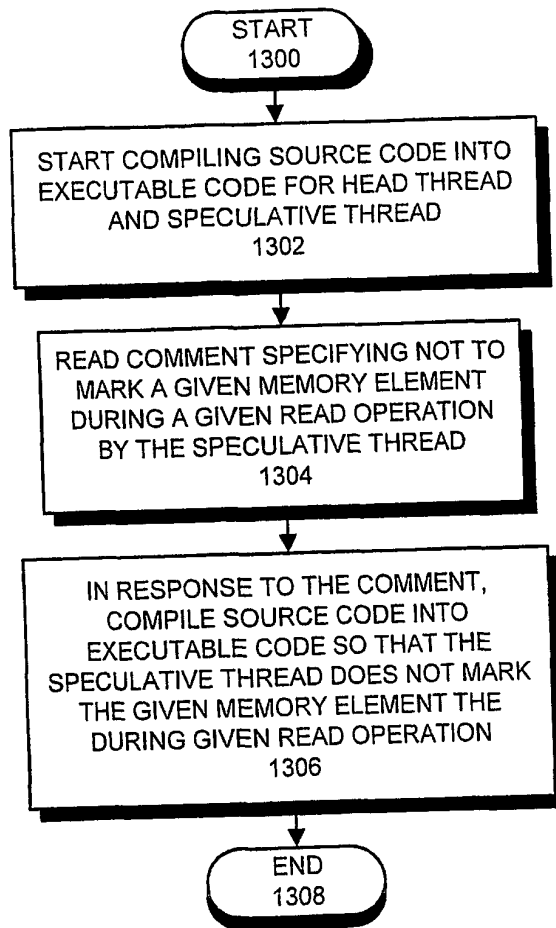 START
1300
START COMPILING SOURCE CODE INTO
EXECUTABLE CODE FOR HEAD THREAD
AND SPECULATIVE THREAD
1302
READ COMMENT SPECIFYING NOT TO
MARK A GIVEN MEMORY ELEMENT
DURING A GIVEN READ OPERATION
BY THE SPECULATIVE THREAD
1304
IN RESPONSE TO THE COMMENT,
COMPILE SOURCE CODE INTO
EXECUTABLE CODE SO THAT THE
SPECULATIVE THREAD DOES NOT MARK
THE GIVEN MEMORY ELEMENT THE
DURING GIVEN READ OPERATION
1306
END
1308